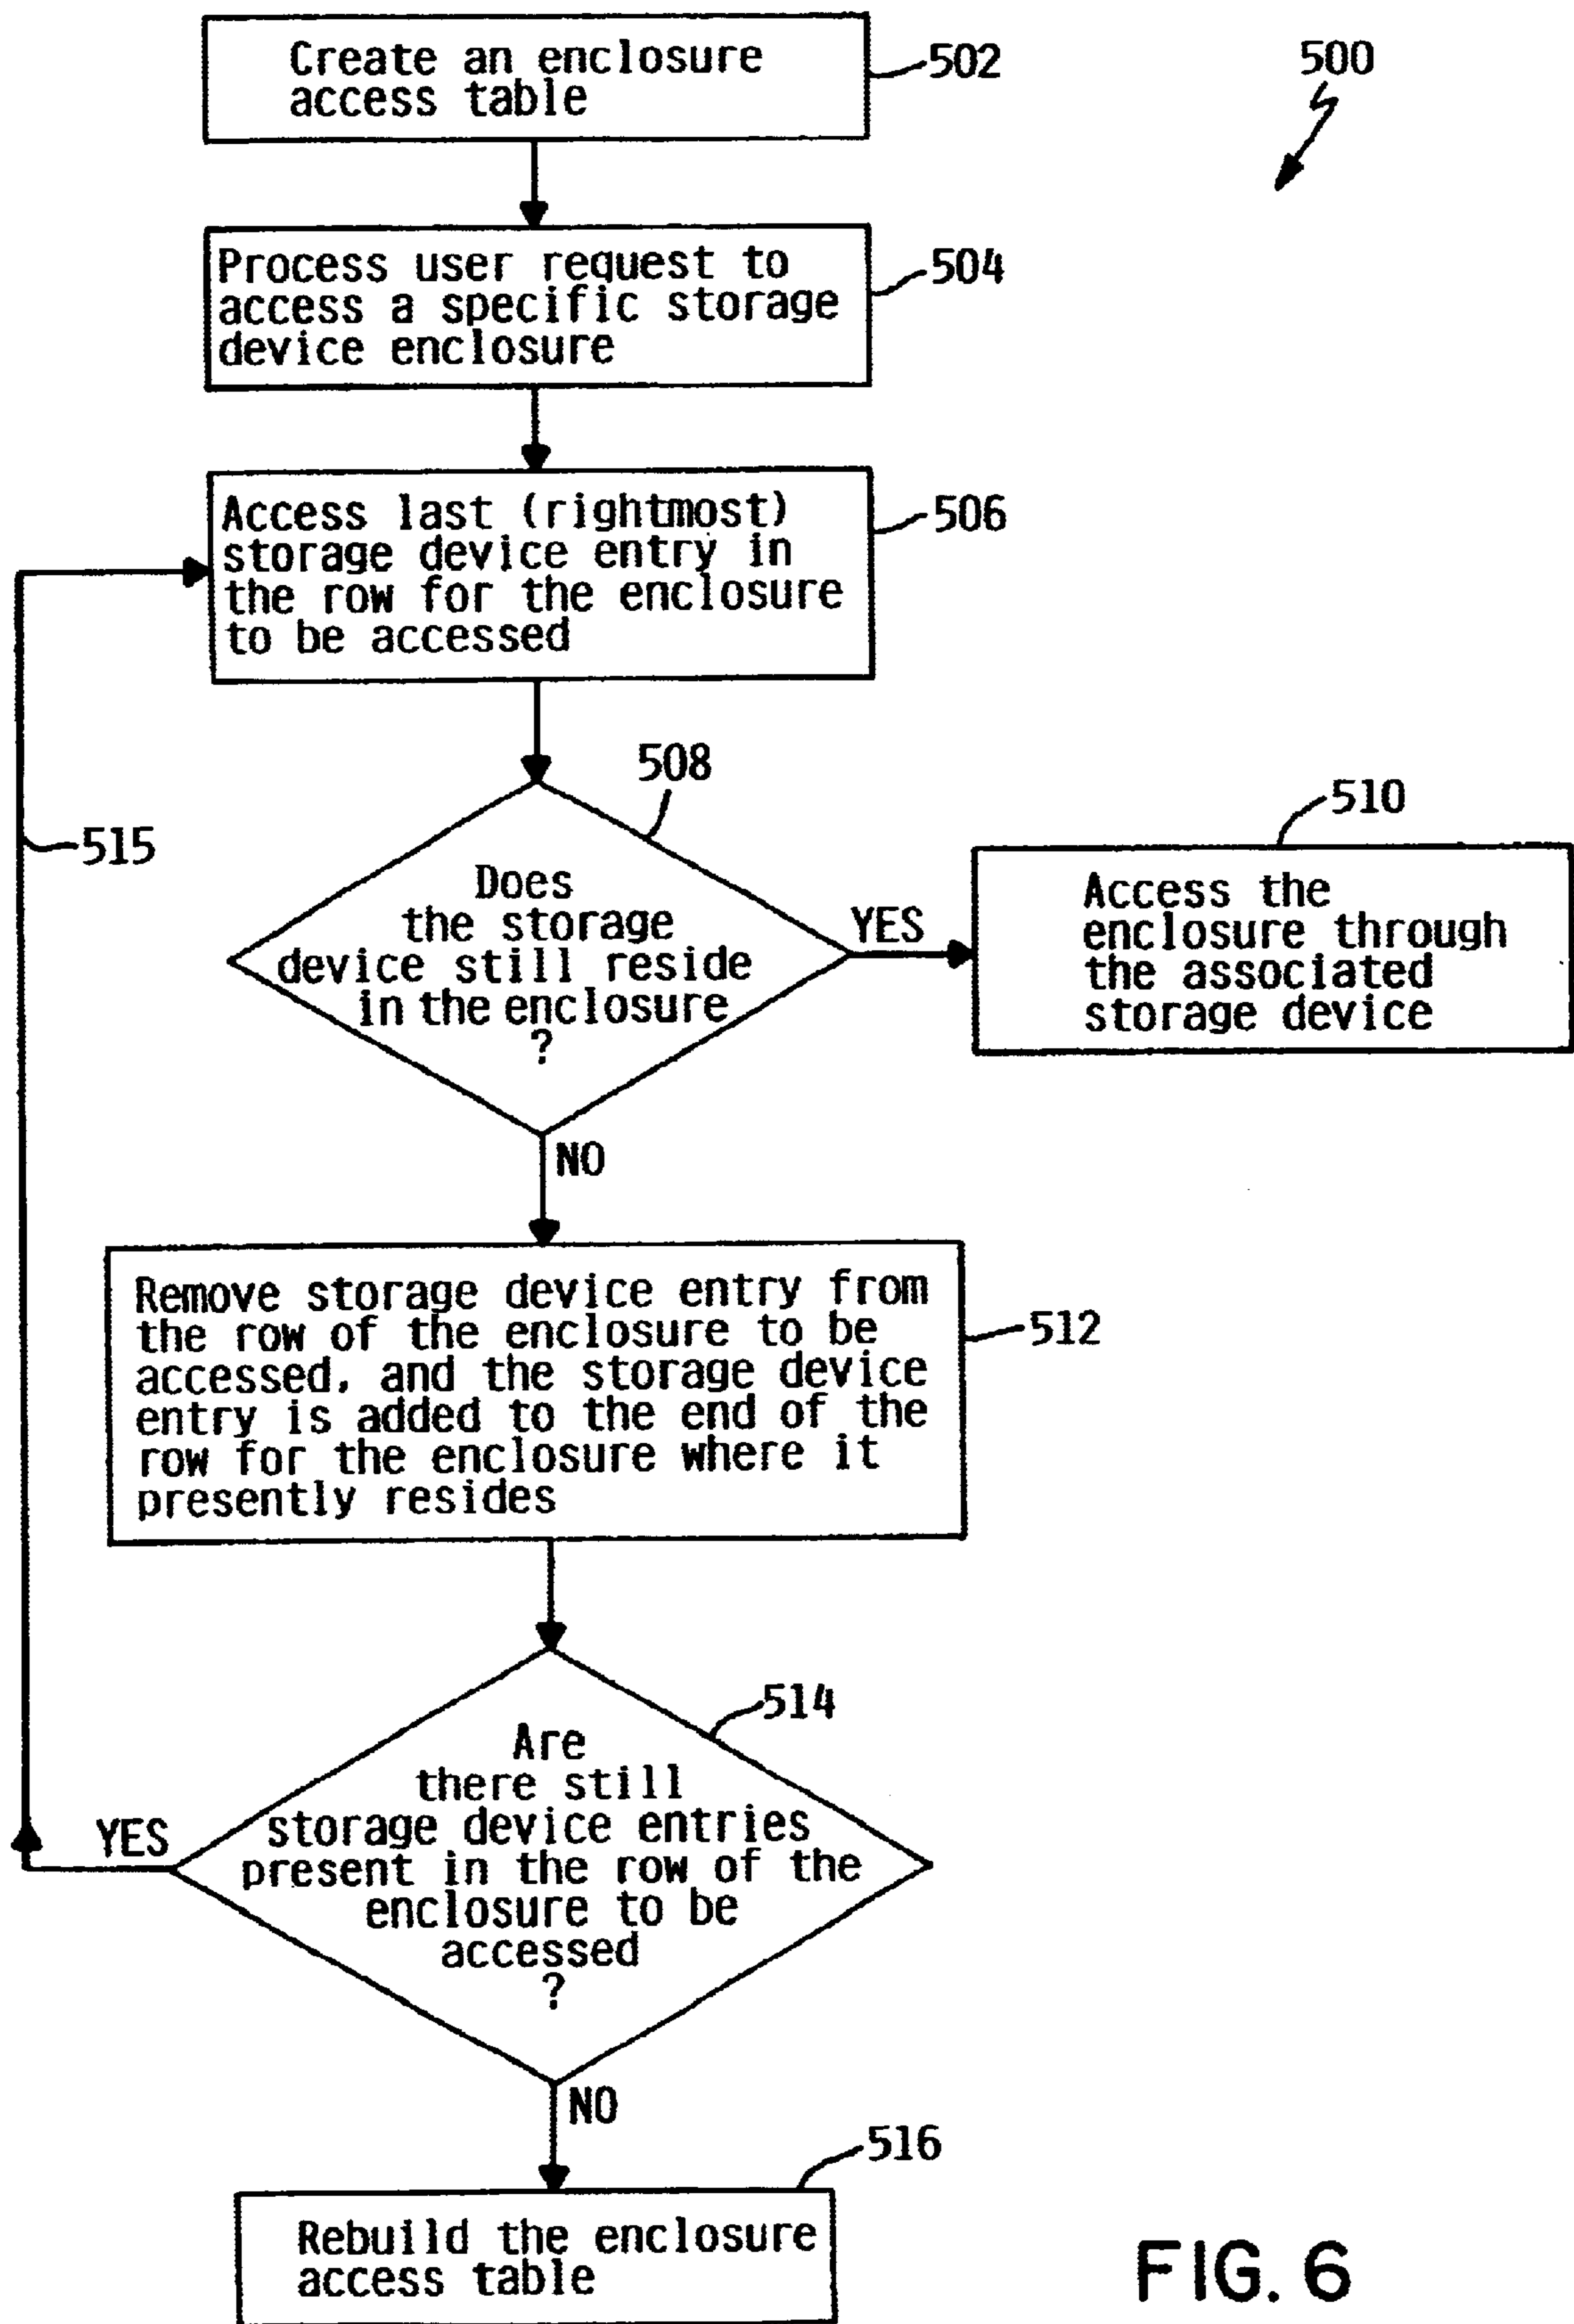 Create an enclosure
access table
502
500
Process user request to
access a specific storage
device enclosure
504
Access last (rightmost)
storage device entry in
the row for the enclosure
to be accessed
506
508
Does
the storage
device still reside
in the enclosure
?
YES
510
Access the
enclosure through
the associated
storage device
515
NO
Remove storage device entry from
the row of the enclosure to be
accessed, and the storage device
entry is added to the end of the
row for the enclosure where it
presently resides
512
514
Are
there still
storage device entries
present in the row of the
enclosure to be
accessed
?
YES
NO
516
Rebuild the enclosure
access table
FIG. 6